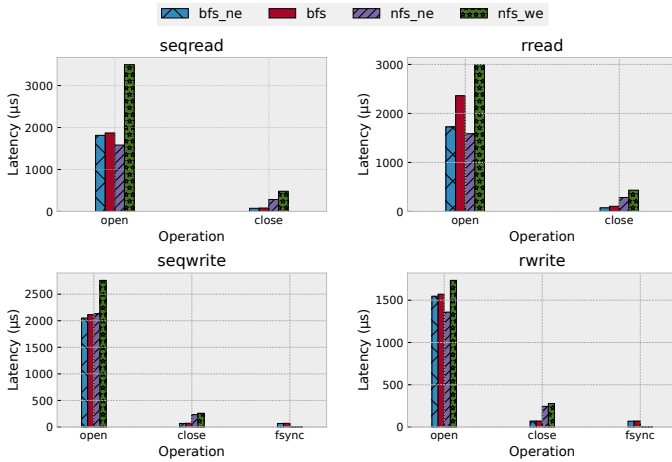 bfs_ne bfs nfs_ne nfs_we
seqread
Latency (µs)
3000
2000
1000
0
open close
Operation
rread
Latency (µs)
3000
2000
1000
0
open close
Operation
seqwrite
Latency (µs)
2500
2000
1500
1000
500
0
open close fsync
Operation
rwrite
Latency (µs)
1500
1000
500
0
open close fsync
Operation